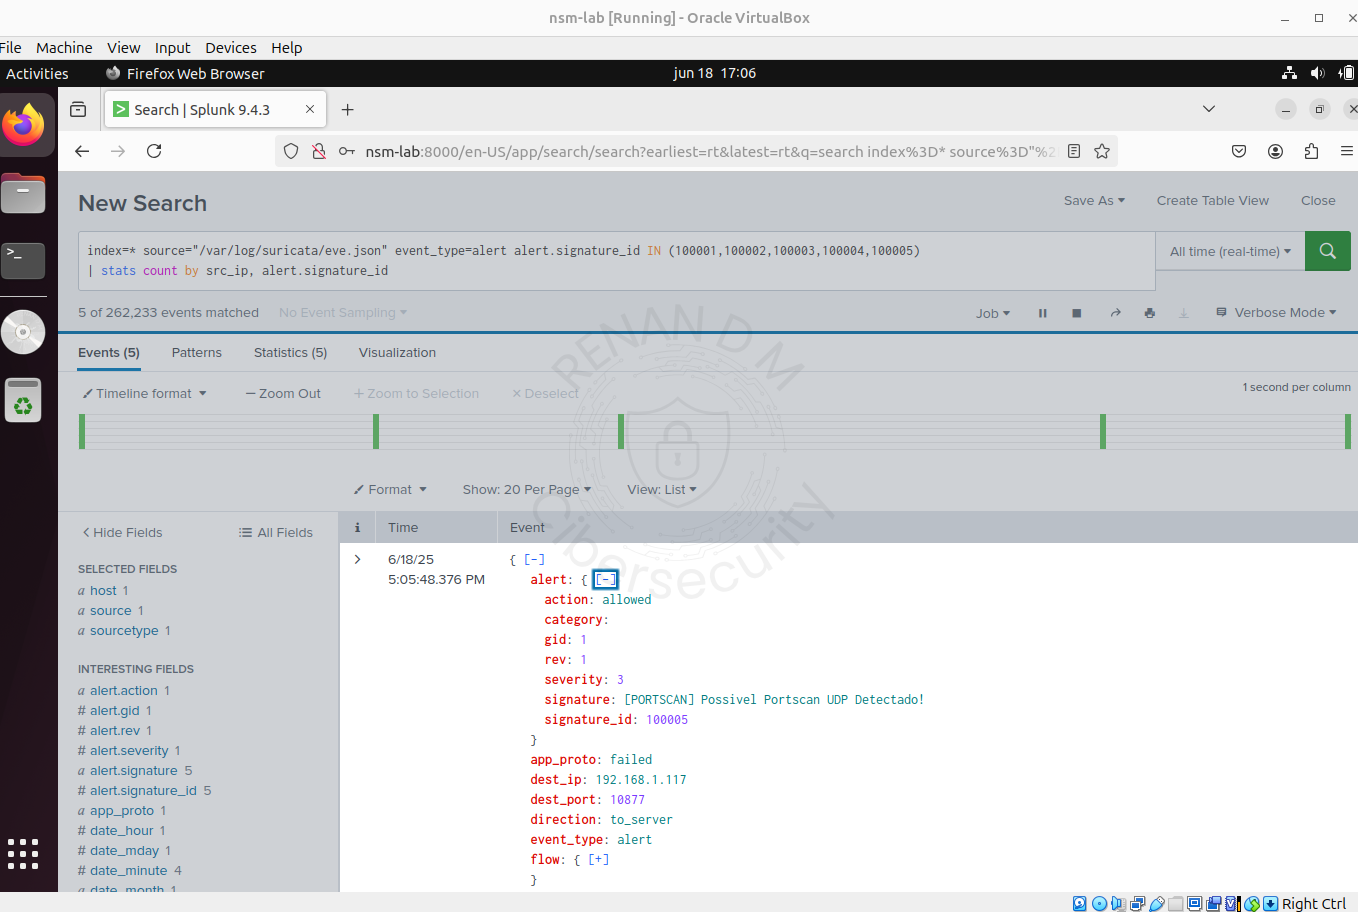 nsm-lab [Running] - Oracle VirtualBox
File Machine View Input Devices Help
Activities Firefox Web Browser jun 18 17:06
Search | Splunk 9.4.3
nsm-lab:8000/en-US/app/search/search?earliest=rt&latest=rt&q=search index%3D* source%3D"%2
New Search
Save As Create Table View Close
index=* source="/var/log/suricata/eve.json" event_type=alert alert.signature_id IN (100001,100002,100003,100004,100005)
| stats count by src_ip, alert.signature_id
All time (real-time)
5 of 262,233 events matched No Event Sampling Job Verbose Mode
Events (5) Patterns Statistics (5) Visualization
Timeline format — Zoom Out + Zoom to Selection × Deselect 1 second per column
Format Show: 20 Per Page View: List
Hide Fields All Fields
i Time Event
SELECTED FIELDS
a host 1
a source 1
a sourcetype 1
INTERESTING FIELDS
a alert.action 1
# alert.gid 1
# alert.rev 1
# alert.severity 1
a alert.signature 5
# alert.signature_id 5
a app_proto 1
# date_hour 1
# date_mday 1
# date_minute 4
a date_month 1
6/18/25
5:05:48.376 PM
{ [-]
alert: { [-]
action: allowed
category:
gid: 1
rev: 1
severity: 3
signature: [PORTSCAN] Possivel Portscan UDP Detectado!
signature_id: 100005
}
app_proto: failed
dest_ip: 192.168.1.117
dest_port: 10877
direction: to_server
event_type: alert
flow: { [+]
}
RENAN D M
Cibersecurity
Right Ctrl